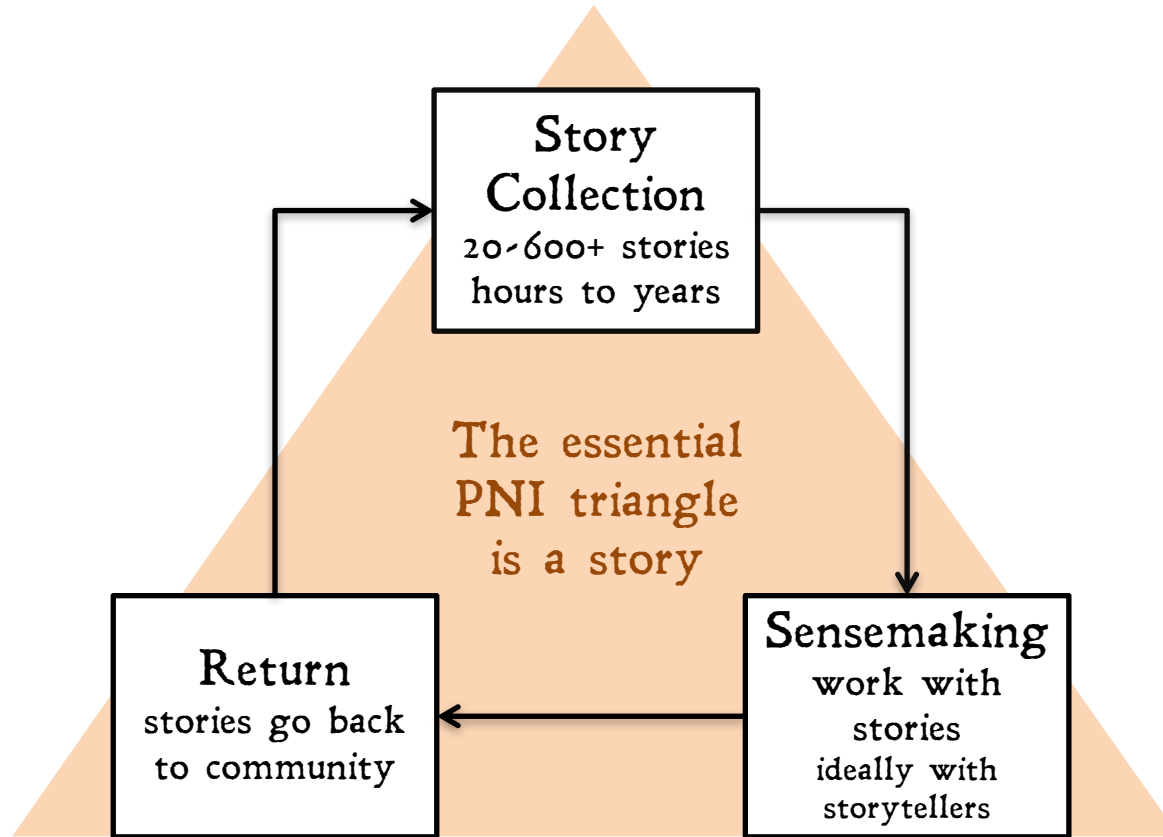 Story
Collection
20-600+ stories
hours to years
The essential
PNI triangle
is a story
Return
stories go back
to community
Sensemaking
work with
stories
ideally with
storytellers